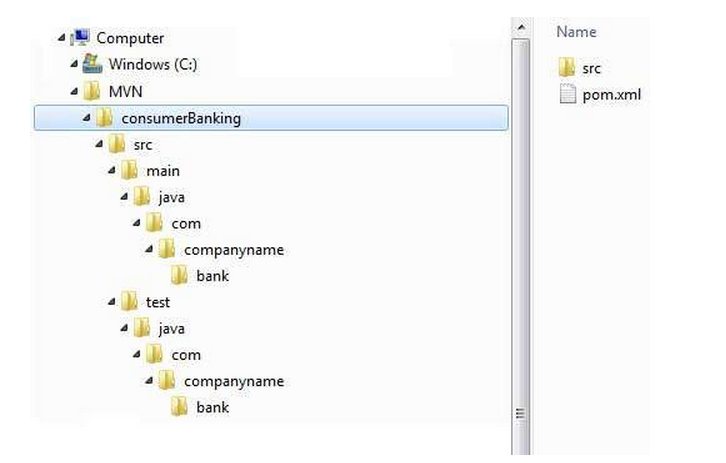 Computer
Windows (C:)
MVN
consumerBanking
src
main
java
com
companyname
bank
test
java
com
companyname
bank
Name
src
pom.xml